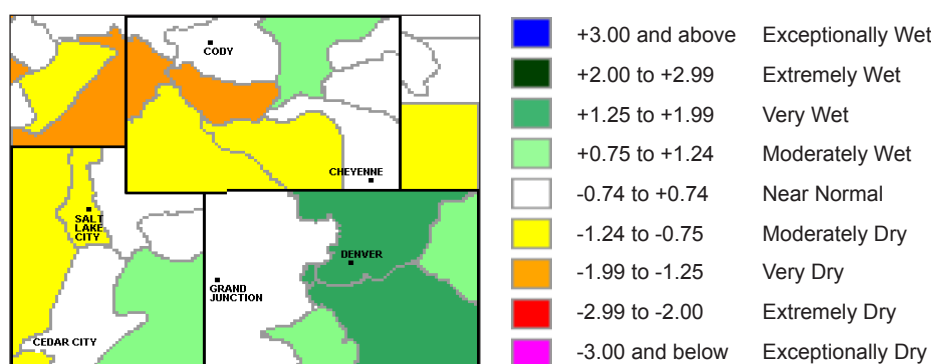 CODY
CHEYENNE
SALT
LAKE
CITY
DENVER
GRAND
JUNCTION
CEDAR CITY
+3.00 and above Exceptionally Wet
+2.00 to +2.99 Extremely Wet
+1.25 to +1.99 Very Wet
+0.75 to +1.24 Moderately Wet
-0.74 to +0.74 Near Normal
-1.24 to -0.75 Moderately Dry
-1.99 to -1.25 Very Dry
-2.99 to -2.00 Extremely Dry
-3.00 and below Exceptionally Dry